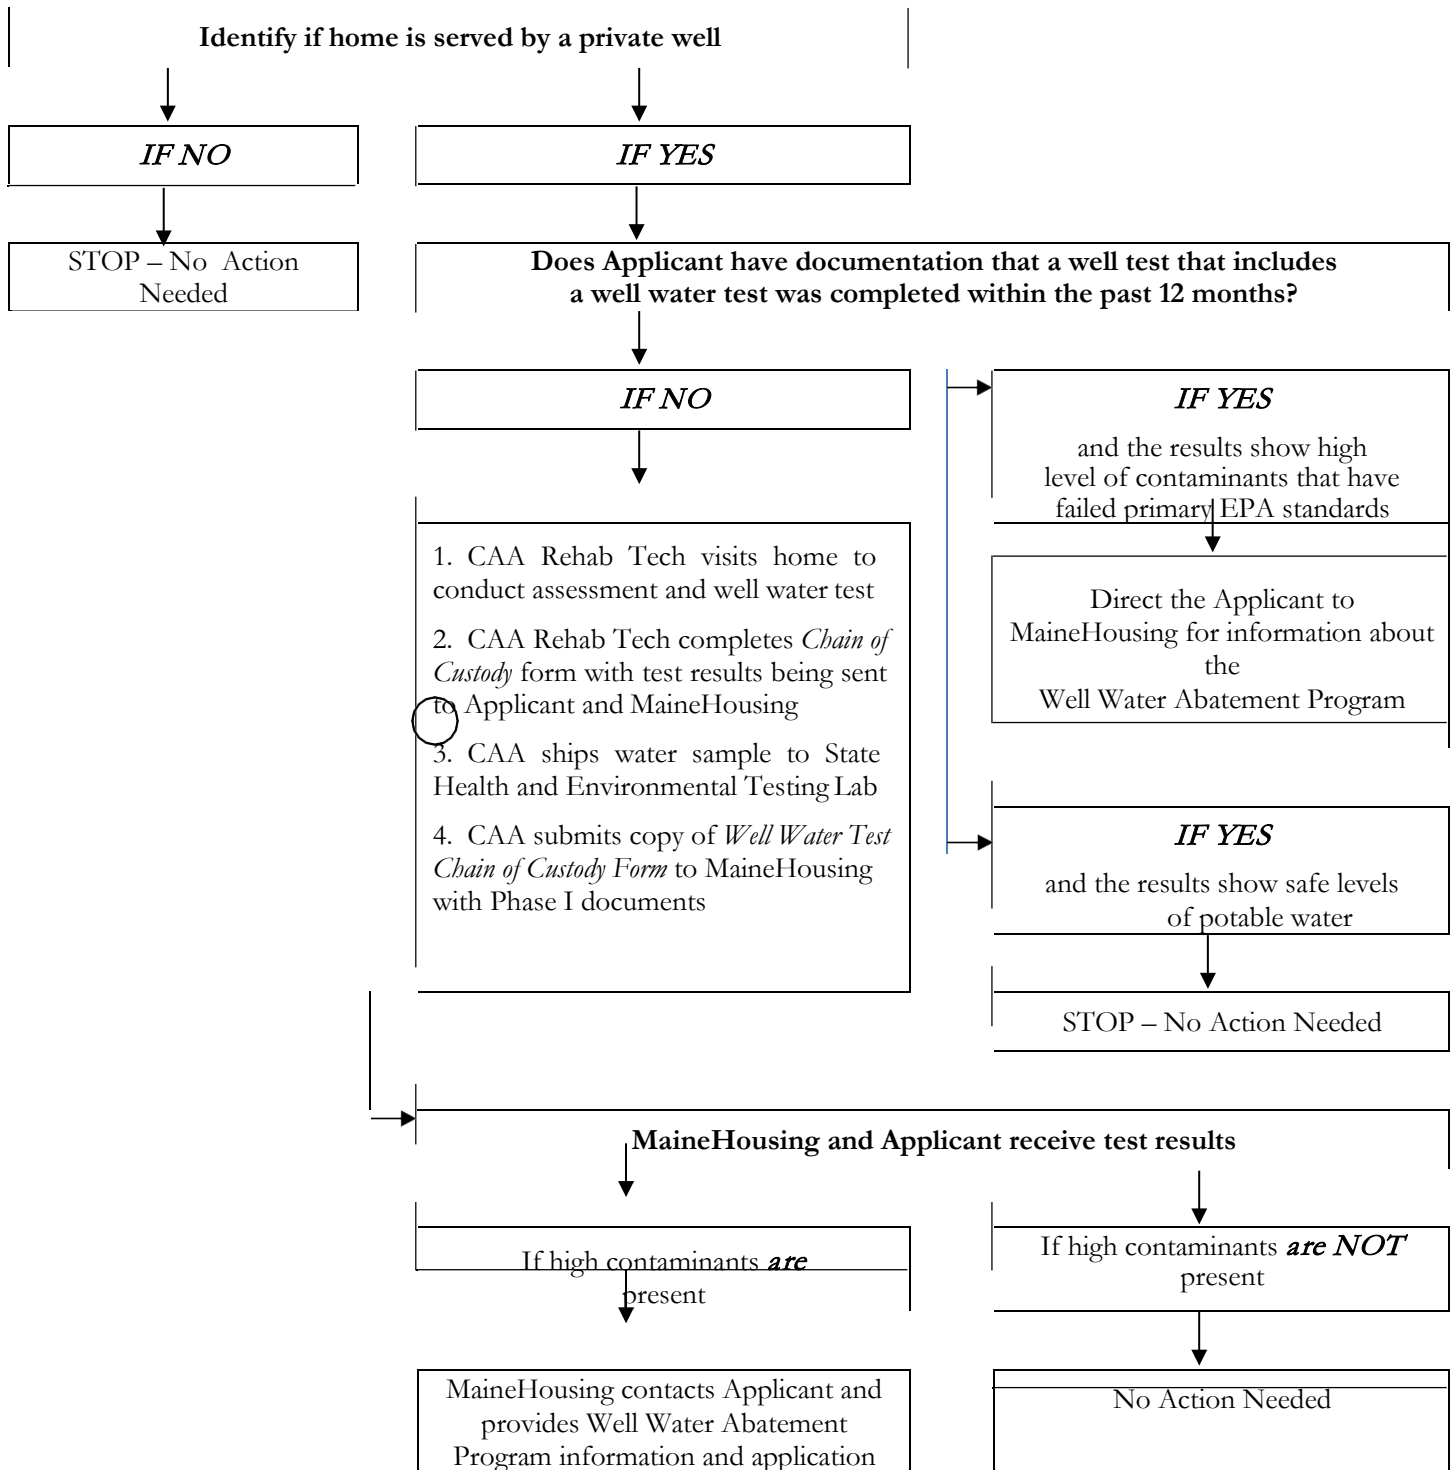 Identify if home is served by a private well
IF NO
IF YES
STOP – No Action
Needed
Does Applicant have documentation that a well test that includes
a well water test was completed within the past 12 months?
IF NO
1. CAA Rehab Tech visits home to
conduct assessment and well water test
2. CAA Rehab Tech completes Chain of
Custody form with test results being sent
to Applicant and MaineHousing
3. CAA ships water sample to State
Health and Environmental Testing Lab
4. CAA submits copy of Well Water Test
Chain of Custody Form to MaineHousing
with Phase I documents
IF YES
and the results show high
level of contaminants that have
failed primary EPA standards
Direct the Applicant to
MaineHousing for information about
the
Well Water Abatement Program
IF YES
and the results show safe levels
of potable water
STOP – No Action Needed
MaineHousing and Applicant receive test results
If high contaminants are
present
If high contaminants are NOT
present
MaineHousing contacts Applicant and
provides Well Water Abatement
Program information and application
No Action Needed